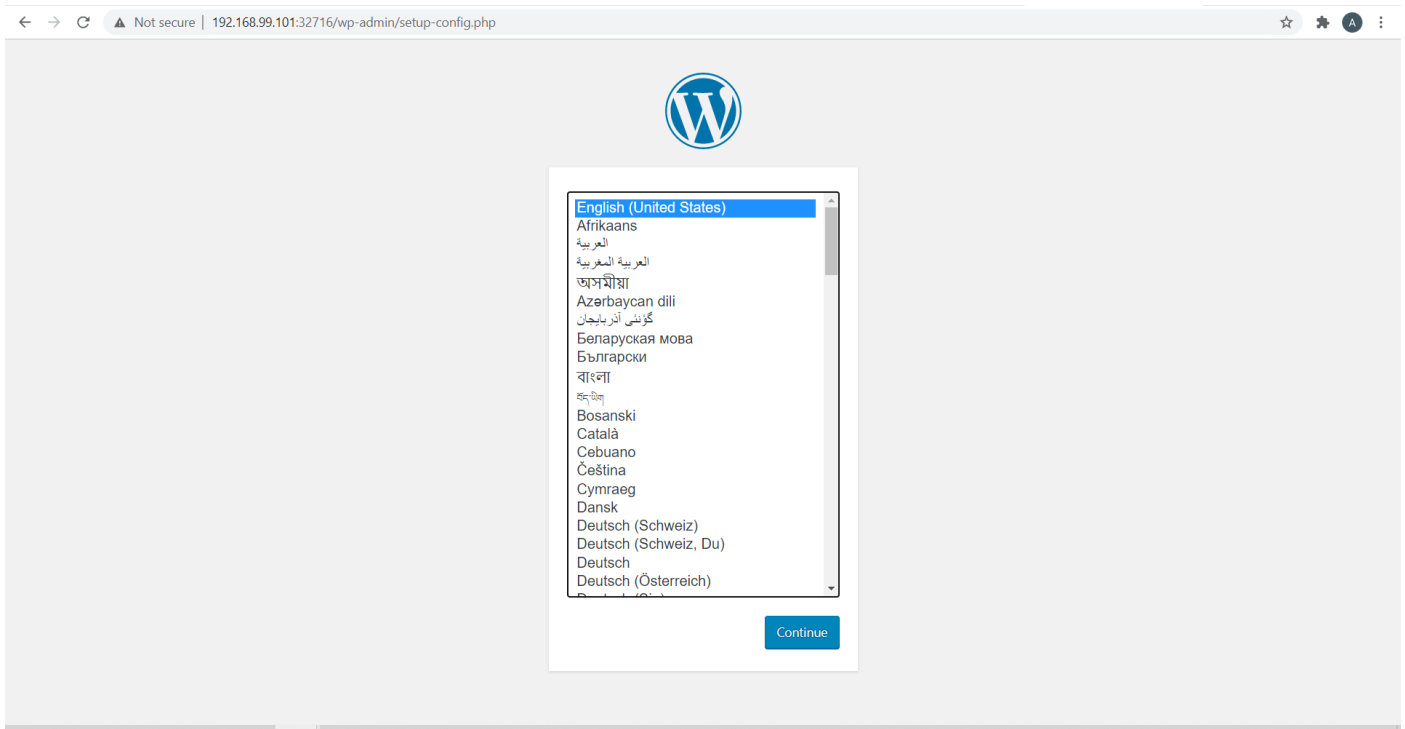 Not secure | 192.168.99.101:32716/wp-admin/setup-config.php
A
W
English (United States)
Afrikaans
العربية
العربية المغربية
অসমীয়া
Azərbaycan dili
گؤنئی آذربایجان
Беларуская мова
Български
বাংলা
བོད་ཡིག
Bosanski
Català
Cebuano
Čeština
Cymraeg
Dansk
Deutsch (Schweiz)
Deutsch (Schweiz, Du)
Deutsch
Deutsch (Österreich)
Continue